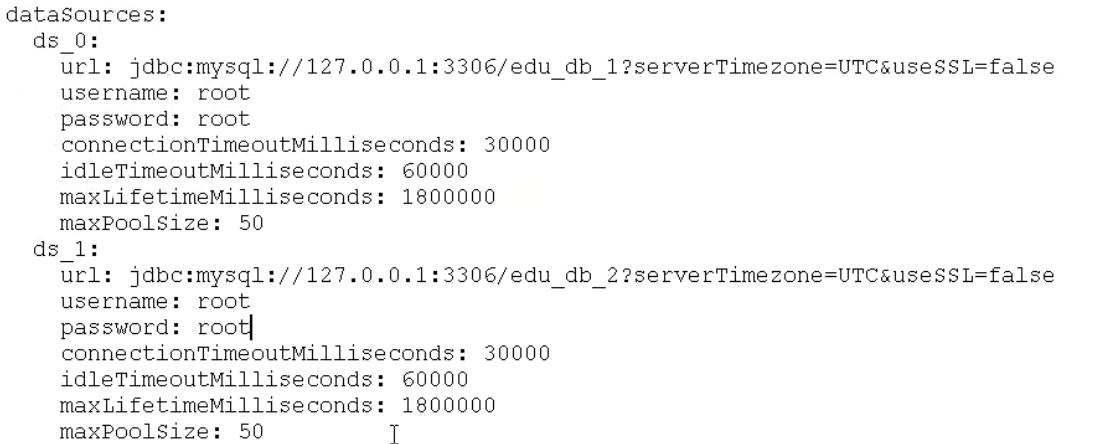 dataSources:
  ds_0:
    url: jdbc:mysql://127.0.0.1:3306/edu_db_1?serverTimezone=UTC&useSSL=false
    username: root
    password: root
    connectionTimeoutMilliseconds: 30000
    idleTimeoutMilliseconds: 60000
    maxLifetimeMilliseconds: 1800000
    maxPoolSize: 50
  ds_1:
    url: jdbc:mysql://127.0.0.1:3306/edu_db_2?serverTimezone=UTC&useSSL=false
    username: root
    password: root
    connectionTimeoutMilliseconds: 30000
    idleTimeoutMilliseconds: 60000
    maxLifetimeMilliseconds: 1800000
    maxPoolSize: 50